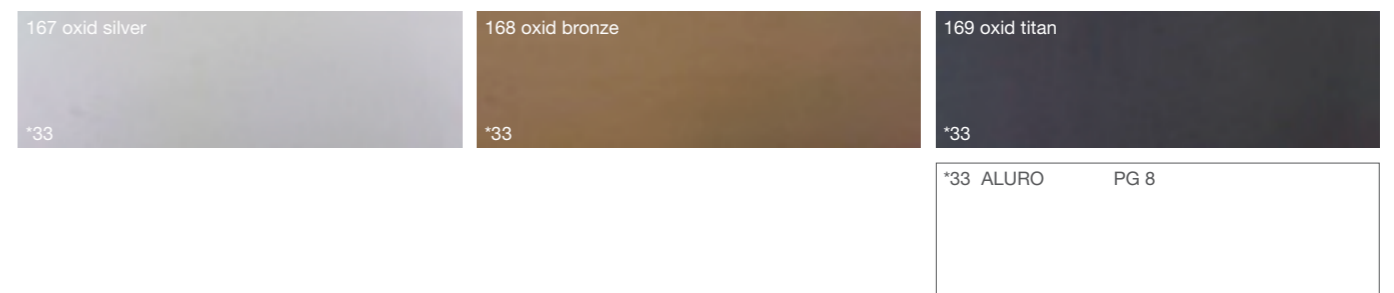 167 oxid silver
*33
168 oxid bronze
*33
169 oxid titan
*33
*33 ALURO PG 8